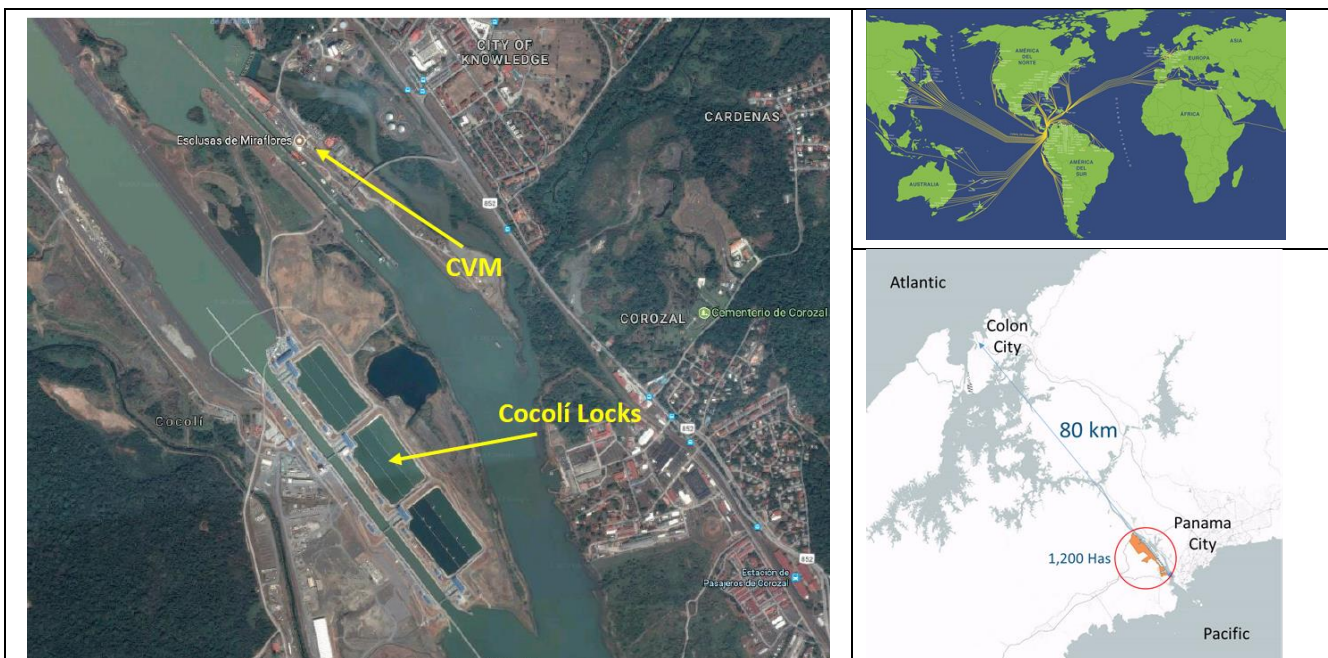 CITY OF
KNOWLEDGE
CARDENAS
Esclusas de Miraflores
852
CVM
COROZAL
Cementerio de Corozal
Cocolí Locks
Cocolí
852
852
Estación de
Pasajeros de Corozal
AMÉRICA
DEL
NORTE
ASIA
EUROPA
ÁFRICA
AMÉRICA
DEL
SUR
AUSTRALIA
Atlantic
Colon
City
80 km
Panama
City
1,200 Has
Pacific